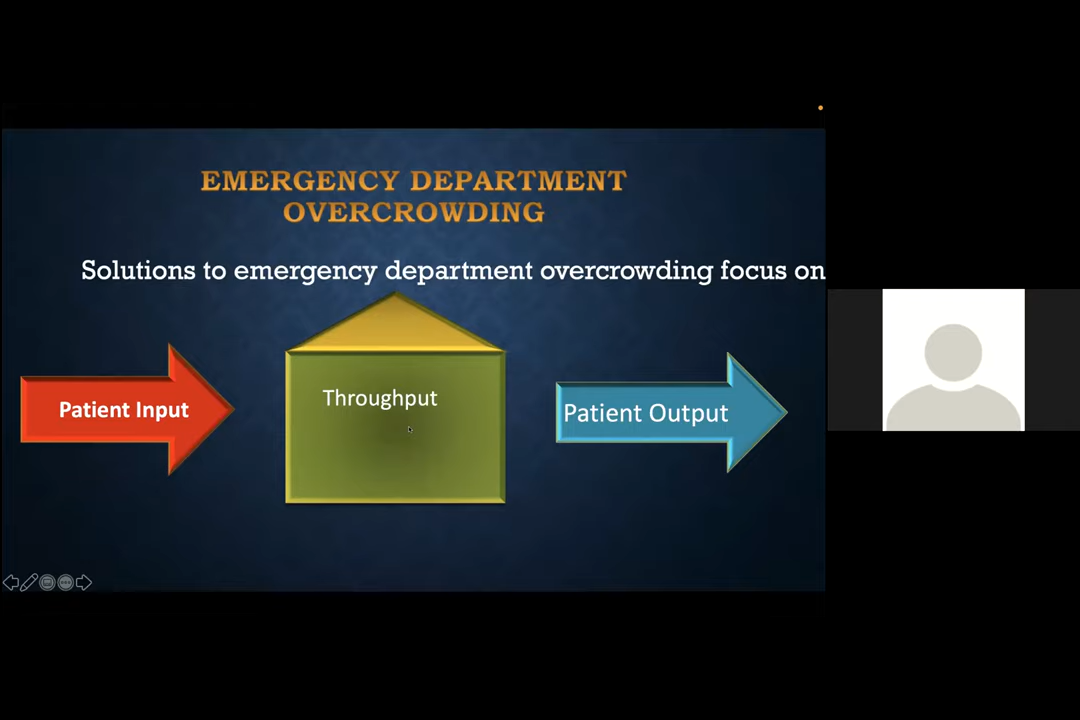 EMERGENCY DEPARTMENT
OVERCROWDING
Solutions to emergency department overcrowding focus on
Patient Input
Throughput
Patient Output